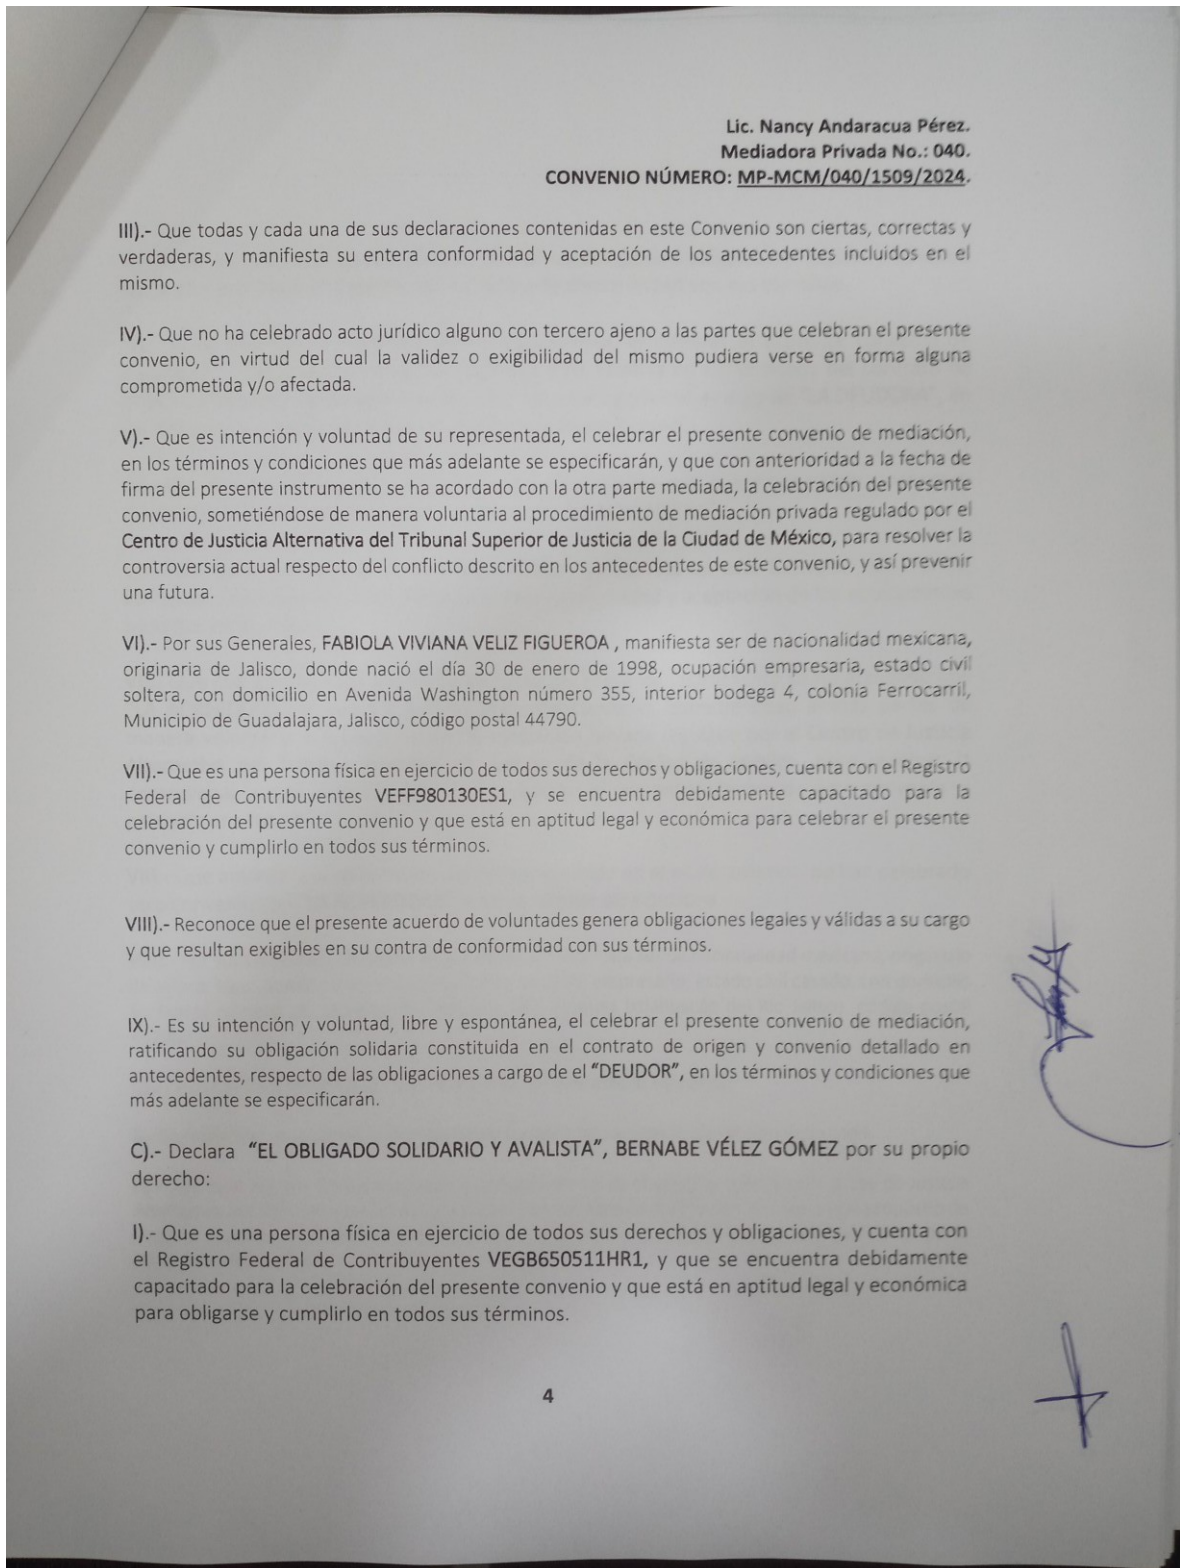 Lic. Nancy Andaracua Pérez.
Mediadora Privada No.: 040.
CONVENIO NÚMERO: MP-MCM/040/1509/2024.
III).- Que todas y cada una de sus declaraciones contenidas en este Convenio son ciertas, correctas y
verdaderas, y manifiesta su entera conformidad y aceptación de los antecedentes incluidos en el
mismo.
IV).- Que no ha celebrado acto jurídico alguno con tercero ajeno a las partes que celebran el presente
convenio, en virtud del cual la validez o exigibilidad del mismo pudiera verse en forma alguna
comprometida y/o afectada.
V).- Que es intención y voluntad de su representada, el celebrar el presente convenio de mediación,
en los términos y condiciones que más adelante se especificarán, y que con anterioridad a la fecha de
firma del presente instrumento se ha acordado con la otra parte mediada, la celebración del presente
convenio, sometiéndose de manera voluntaria al procedimiento de mediación privada regulado por el
Centro de Justicia Alternativa del Tribunal Superior de Justicia de la Ciudad de México, para resolver la
controversia actual respecto del conflicto descrito en los antecedentes de este convenio, y así prevenir
una futura.
VI).- Por sus Generales, FABIOLA VIVIANA VELIZ FIGUEROA , manifiesta ser de nacionalidad mexicana,
originaria de Jalisco, donde nació el día 30 de enero de 1998, ocupación empresaria, estado civil
soltera, con domicilio en Avenida Washington número 355, interior bodega 4, colonia Ferrocarril,
Municipio de Guadalajara, Jalisco, código postal 44790.
VII).- Que es una persona física en ejercicio de todos sus derechos y obligaciones, cuenta con el Registro
Federal de Contribuyentes VEFF980130ES1, y se encuentra debidamente capacitado para la
celebración del presente convenio y que está en aptitud legal y económica para celebrar el presente
convenio y cumplirlo en todos sus términos.
VIII).- Reconoce que el presente acuerdo de voluntades genera obligaciones legales y válidas a su cargo
y que resultan exigibles en su contra de conformidad con sus términos.
IX).- Es su intención y voluntad, libre y espontánea, el celebrar el presente convenio de mediación,
ratificando su obligación solidaria constituida en el contrato de origen y convenio detallado en
antecedentes, respecto de las obligaciones a cargo de el “DEUDOR”, en los términos y condiciones que
más adelante se especificarán.
C).- Declara “EL OBLIGADO SOLIDARIO Y AVALISTA”, BERNABE VÉLEZ GÓMEZ por su propio
derecho:
I).- Que es una persona física en ejercicio de todos sus derechos y obligaciones, y cuenta con
el Registro Federal de Contribuyentes VEGB650511HR1, y que se encuentra debidamente
capacitado para la celebración del presente convenio y que está en aptitud legal y económica
para obligarse y cumplirlo en todos sus términos.
4